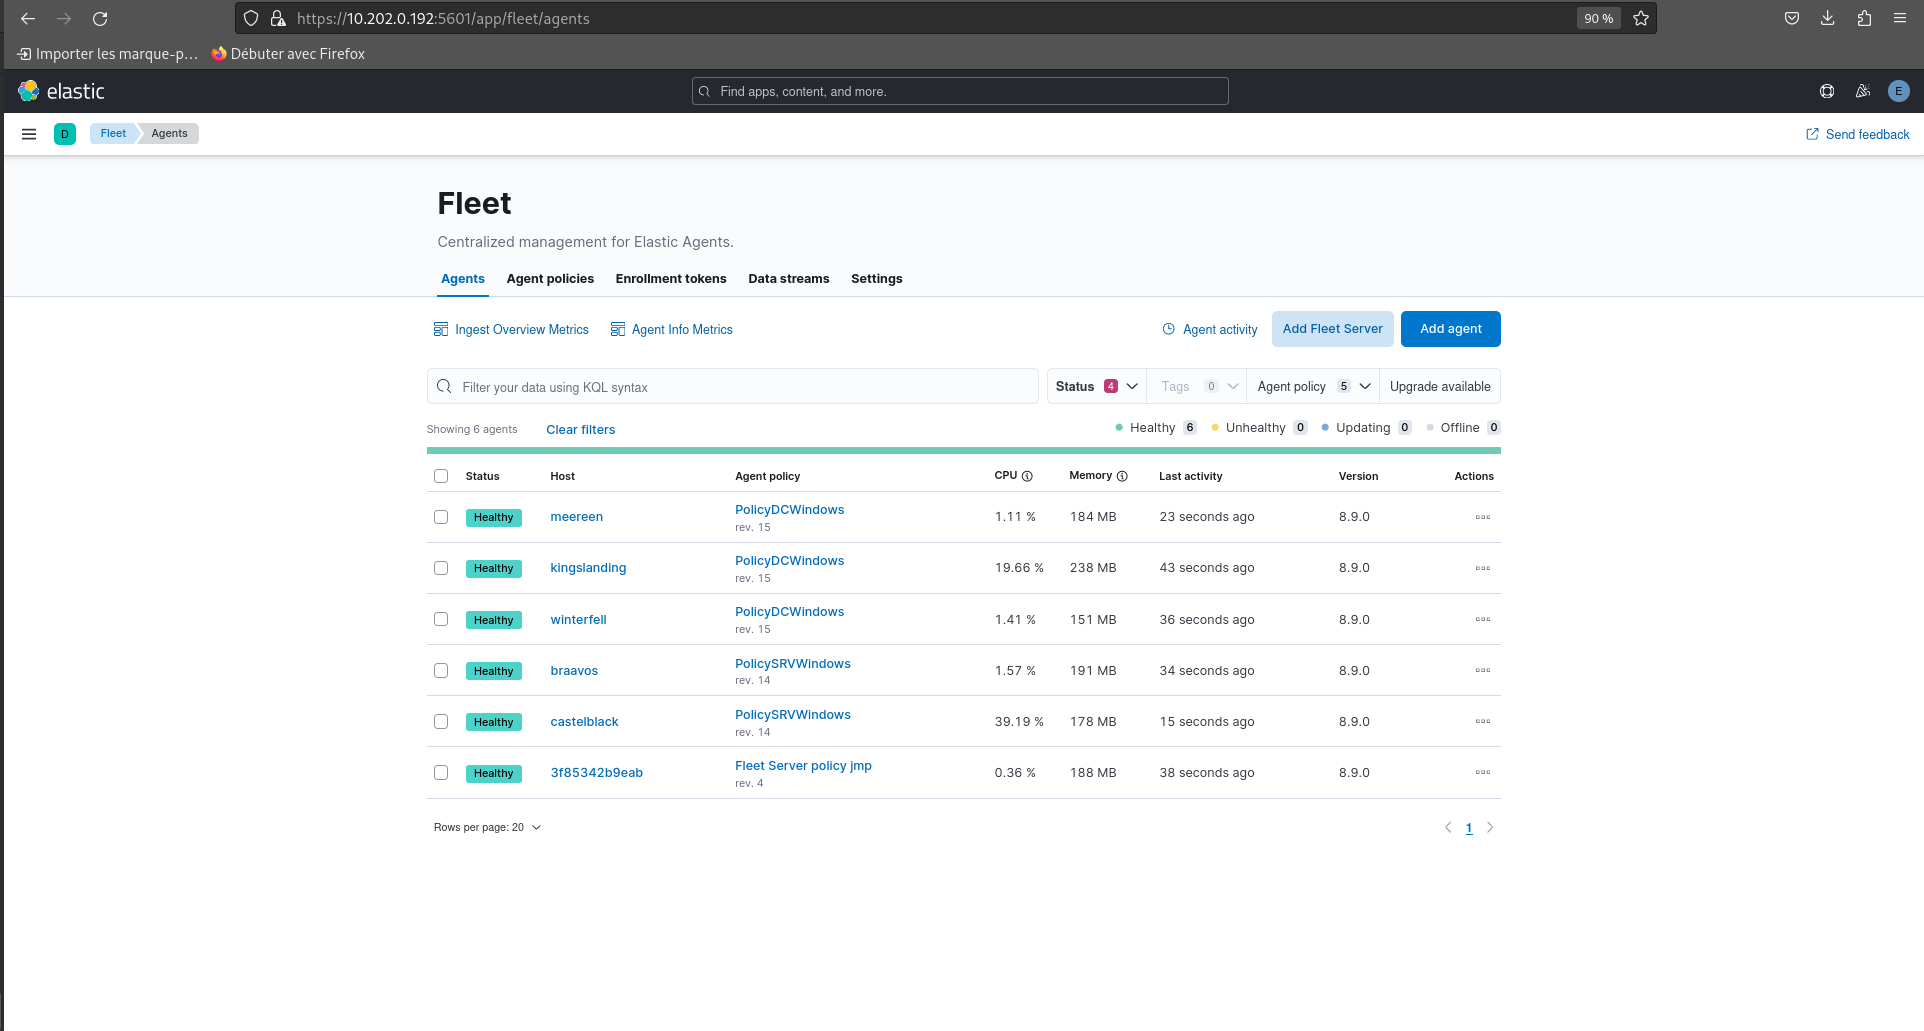 https://10.202.0.192:5601/app/fleet/agents
90 %
Importer les marque-p… Débuter avec Firefox
elastic
Find apps, content, and more.
E
D Fleet Agents
Send feedback
Fleet
Centralized management for Elastic Agents.
Agents Agent policies Enrollment tokens Data streams Settings
Ingest Overview Metrics Agent Info Metrics Agent activity Add Fleet Server Add agent
Filter your data using KQL syntax Status 4 Tags 0 Agent policy 5 Upgrade available
Showing 6 agents Clear filters Healthy 6 Unhealthy 0 Updating 0 Offline 0
Status Host Agent policy CPU Memory Last activity Version Actions
Healthy meereen PolicyDCWindows 1.11 % 184 MB 23 seconds ago 8.9.0
rev. 15
Healthy kingslanding PolicyDCWindows 19.66 % 238 MB 43 seconds ago 8.9.0
rev. 15
Healthy winterfell PolicyDCWindows 1.41 % 151 MB 36 seconds ago 8.9.0
rev. 15
Healthy braavos PolicySRVWindows 1.57 % 191 MB 34 seconds ago 8.9.0
rev. 14
Healthy castelblack PolicySRVWindows 39.19 % 178 MB 15 seconds ago 8.9.0
rev. 14
Healthy 3f85342b9eab Fleet Server policy jmp 0.36 % 188 MB 38 seconds ago 8.9.0
rev. 4
Rows per page: 20 1